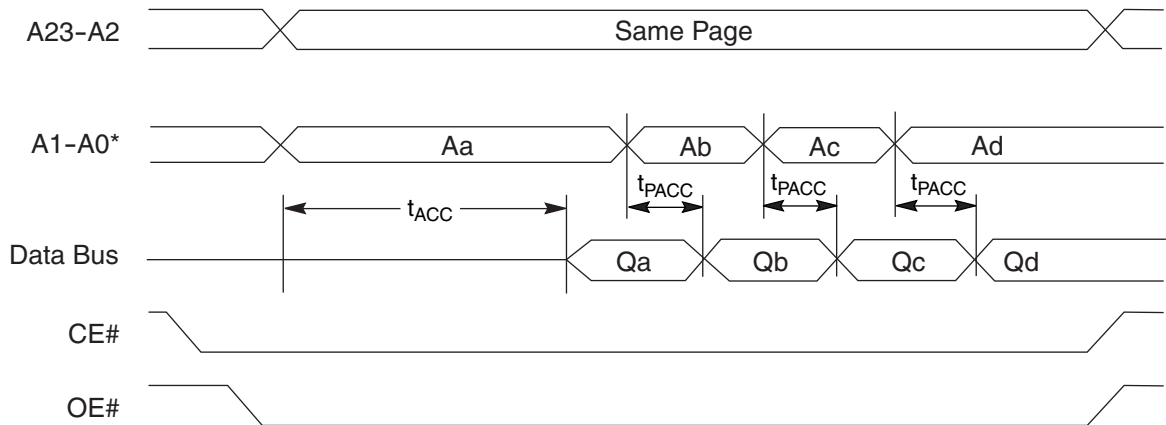 A23-A2
Same Page
A1-A0*
Aa
Ab
Ac
Ad
tACC
tPACC
tPACC
tPACC
Data Bus
Qa
Qb
Qc
Qd
CE#
OE#